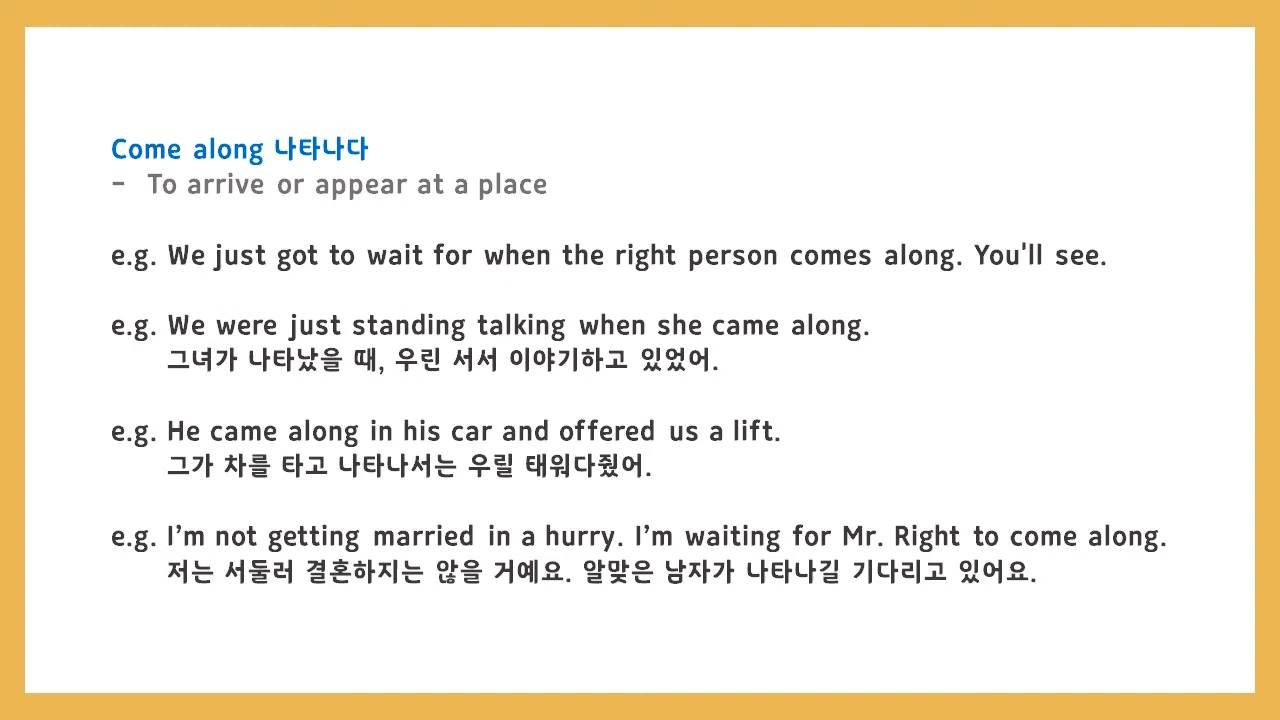 Come along 나타나다
- To arrive or appear at a place
e.g. We just got to wait for when the right person comes along. You'll see.
e.g. We were just standing talking when she came along.
그녀가 나타났을 때, 우린 서서 이야기하고 있었어.
e.g. He came along in his car and offered us a lift.
그가 차를 타고 나타나서는 우릴 태워다줬어.
e.g. I’m not getting married in a hurry. I’m waiting for Mr. Right to come along.
저는 서둘러 결혼하지는 않을 거예요. 알맞은 남자가 나타나길 기다리고 있어요.